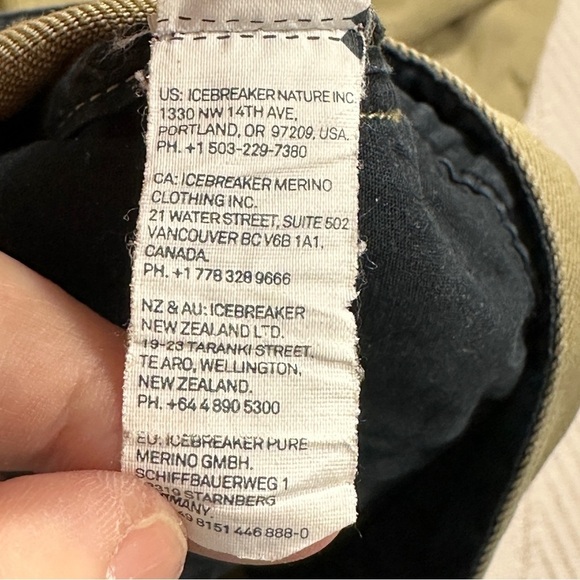 US: ICEBREAKER NATURE INC.
1330 NW 14TH AVE,
PORTLAND, OR 97209, USA.
PH. +1 503-229-7380
CA: ICEBREAKER MERINO
CLOTHING INC.
21 WATER STREET, SUITE 502
VANCOUVER BC V6B 1A1.
CANADA.
PH. +1 778 328 9666
NZ & AU: ICEBREAKER
NEW ZEALAND LTD.
19-23 TARANKI STREET,
TE ARO, WELLINGTON,
NEW ZEALAND.
PH. +64 4 890 5300
EU: ICEBREAKER PURE
MERINO GMBH.
SCHIFFBAUERWEG 1
STARNBERG
8151 446 888-0